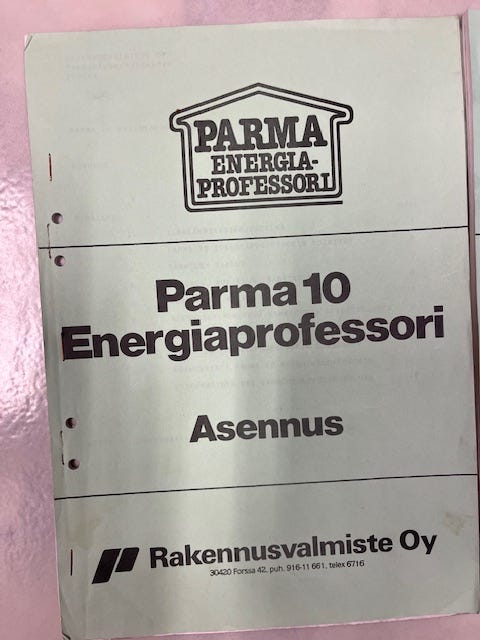 PARMA
ENERGIA-
PROFESSORI
Parma 10
Energiaprofessori
Asennus
Rakennusvalmiste Oy
30420 Forssa 42, puh. 916-11 661, telex 6716